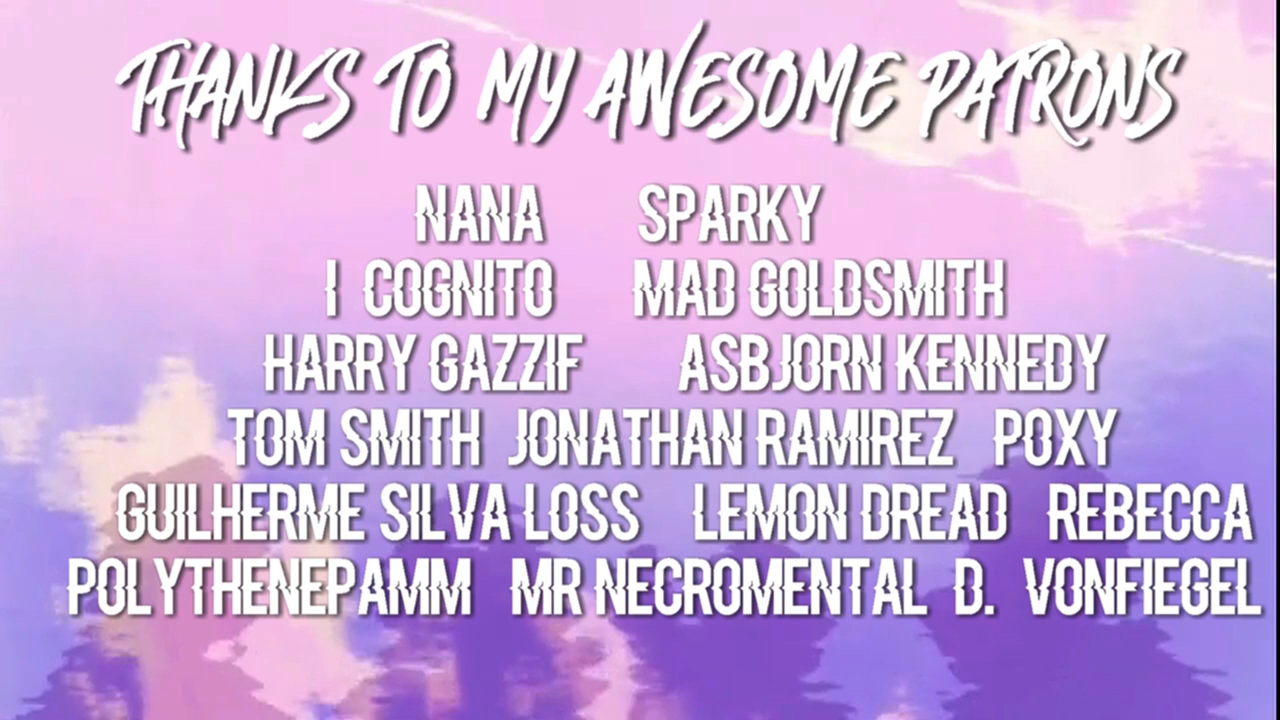 THANKS TO MY AWESOME PATRONS
NANA SPARKY
I COGNITO MAD GOLDSMITH
HARRY GAZZIF ASBJORN KENNEDY
TOM SMITH JONATHAN RAMIREZ POXY
GUILHERME SILVA LOSS LEMON DREAD REBECCA
POLYTHENEPAMM MR NECROMENTAL D. VONFIEGEL